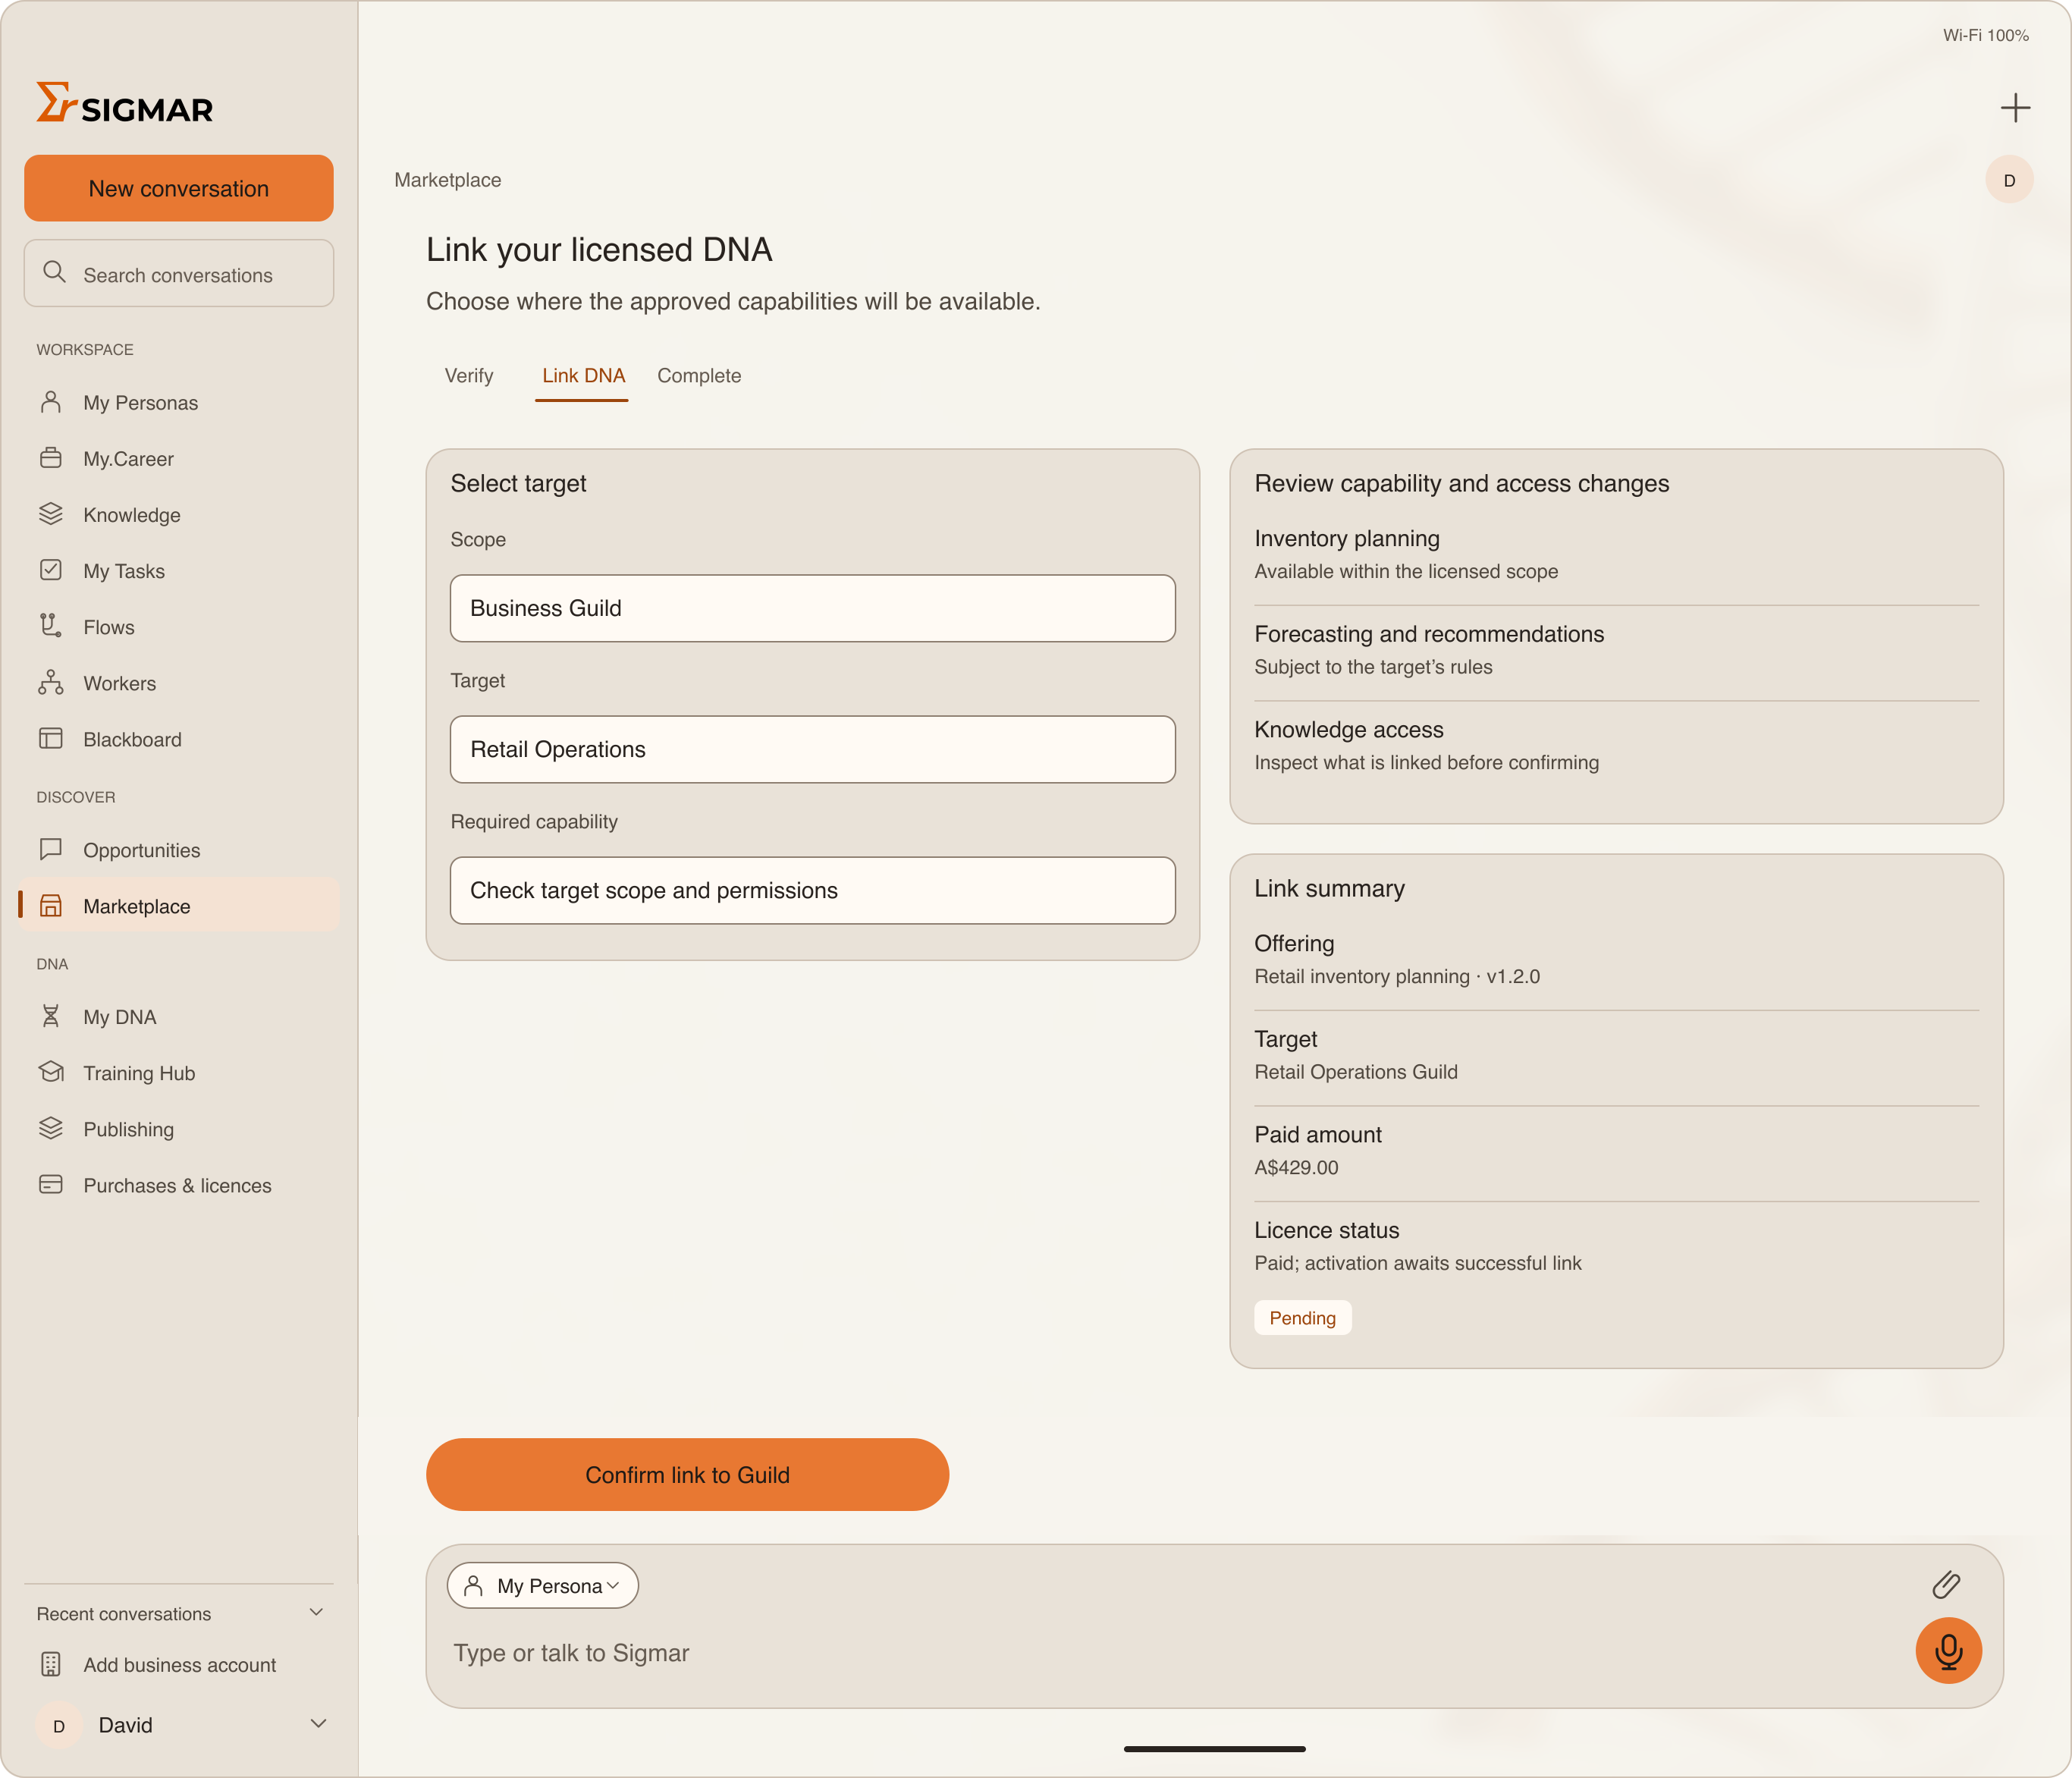 Wi-Fi 100%
Σr SIGMAR
New conversation
Search conversations
WORKSPACE
My Personas
My.Career
Knowledge
My Tasks
Flows
Workers
Blackboard
DISCOVER
Opportunities
Marketplace
DNA
My DNA
Training Hub
Publishing
Purchases & licences
Recent conversations
Add business account
D
David
Marketplace
D
Link your licensed DNA
Choose where the approved capabilities will be available.
Verify
Link DNA
Complete
Select target
Scope
Business Guild
Target
Retail Operations
Required capability
Check target scope and permissions
Review capability and access changes
Inventory planning
Available within the licensed scope
Forecasting and recommendations
Subject to the target’s rules
Knowledge access
Inspect what is linked before confirming
Link summary
Offering
Retail inventory planning · v1.2.0
Target
Retail Operations Guild
Paid amount
A$429.00
Licence status
Paid; activation awaits successful link
Pending
Confirm link to Guild
My Persona
Type or talk to Sigmar